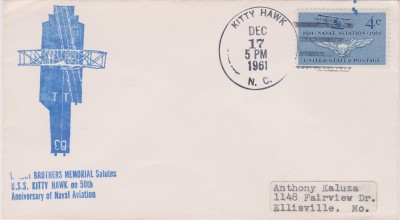 KITTY HAWK
DEC
17
5 PM
1961
N. C.
4¢
1911 · NAVAL AVIATION · 1961
UNITED STATES POSTAGE
63
BROTHERS MEMORIAL Salutes
U.S.S. KITTY HAWK on 50th
Anniversary of Naval Aviation
Anthony Kaluza
1148 Fairview Dr.
Ellisville, Mo.